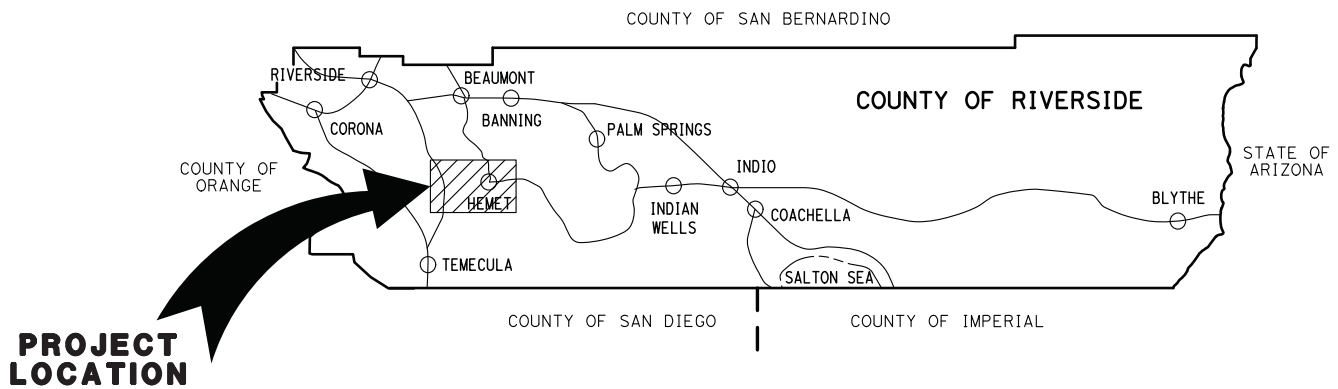 COUNTY OF SAN BERNARDINO
RIVERSIDE
BEAUMONT
COUNTY OF RIVERSIDE
BANNING
CORONA
PALM SPRINGS
COUNTY OF
ORANGE
STATE OF
ARIZONA
INDIO
HEMET
INDIAN
WELLS
COACHELLA
BLYTHE
TEMECULA
SALTON SEA
COUNTY OF SAN DIEGO
COUNTY OF IMPERIAL
PROJECT
LOCATION